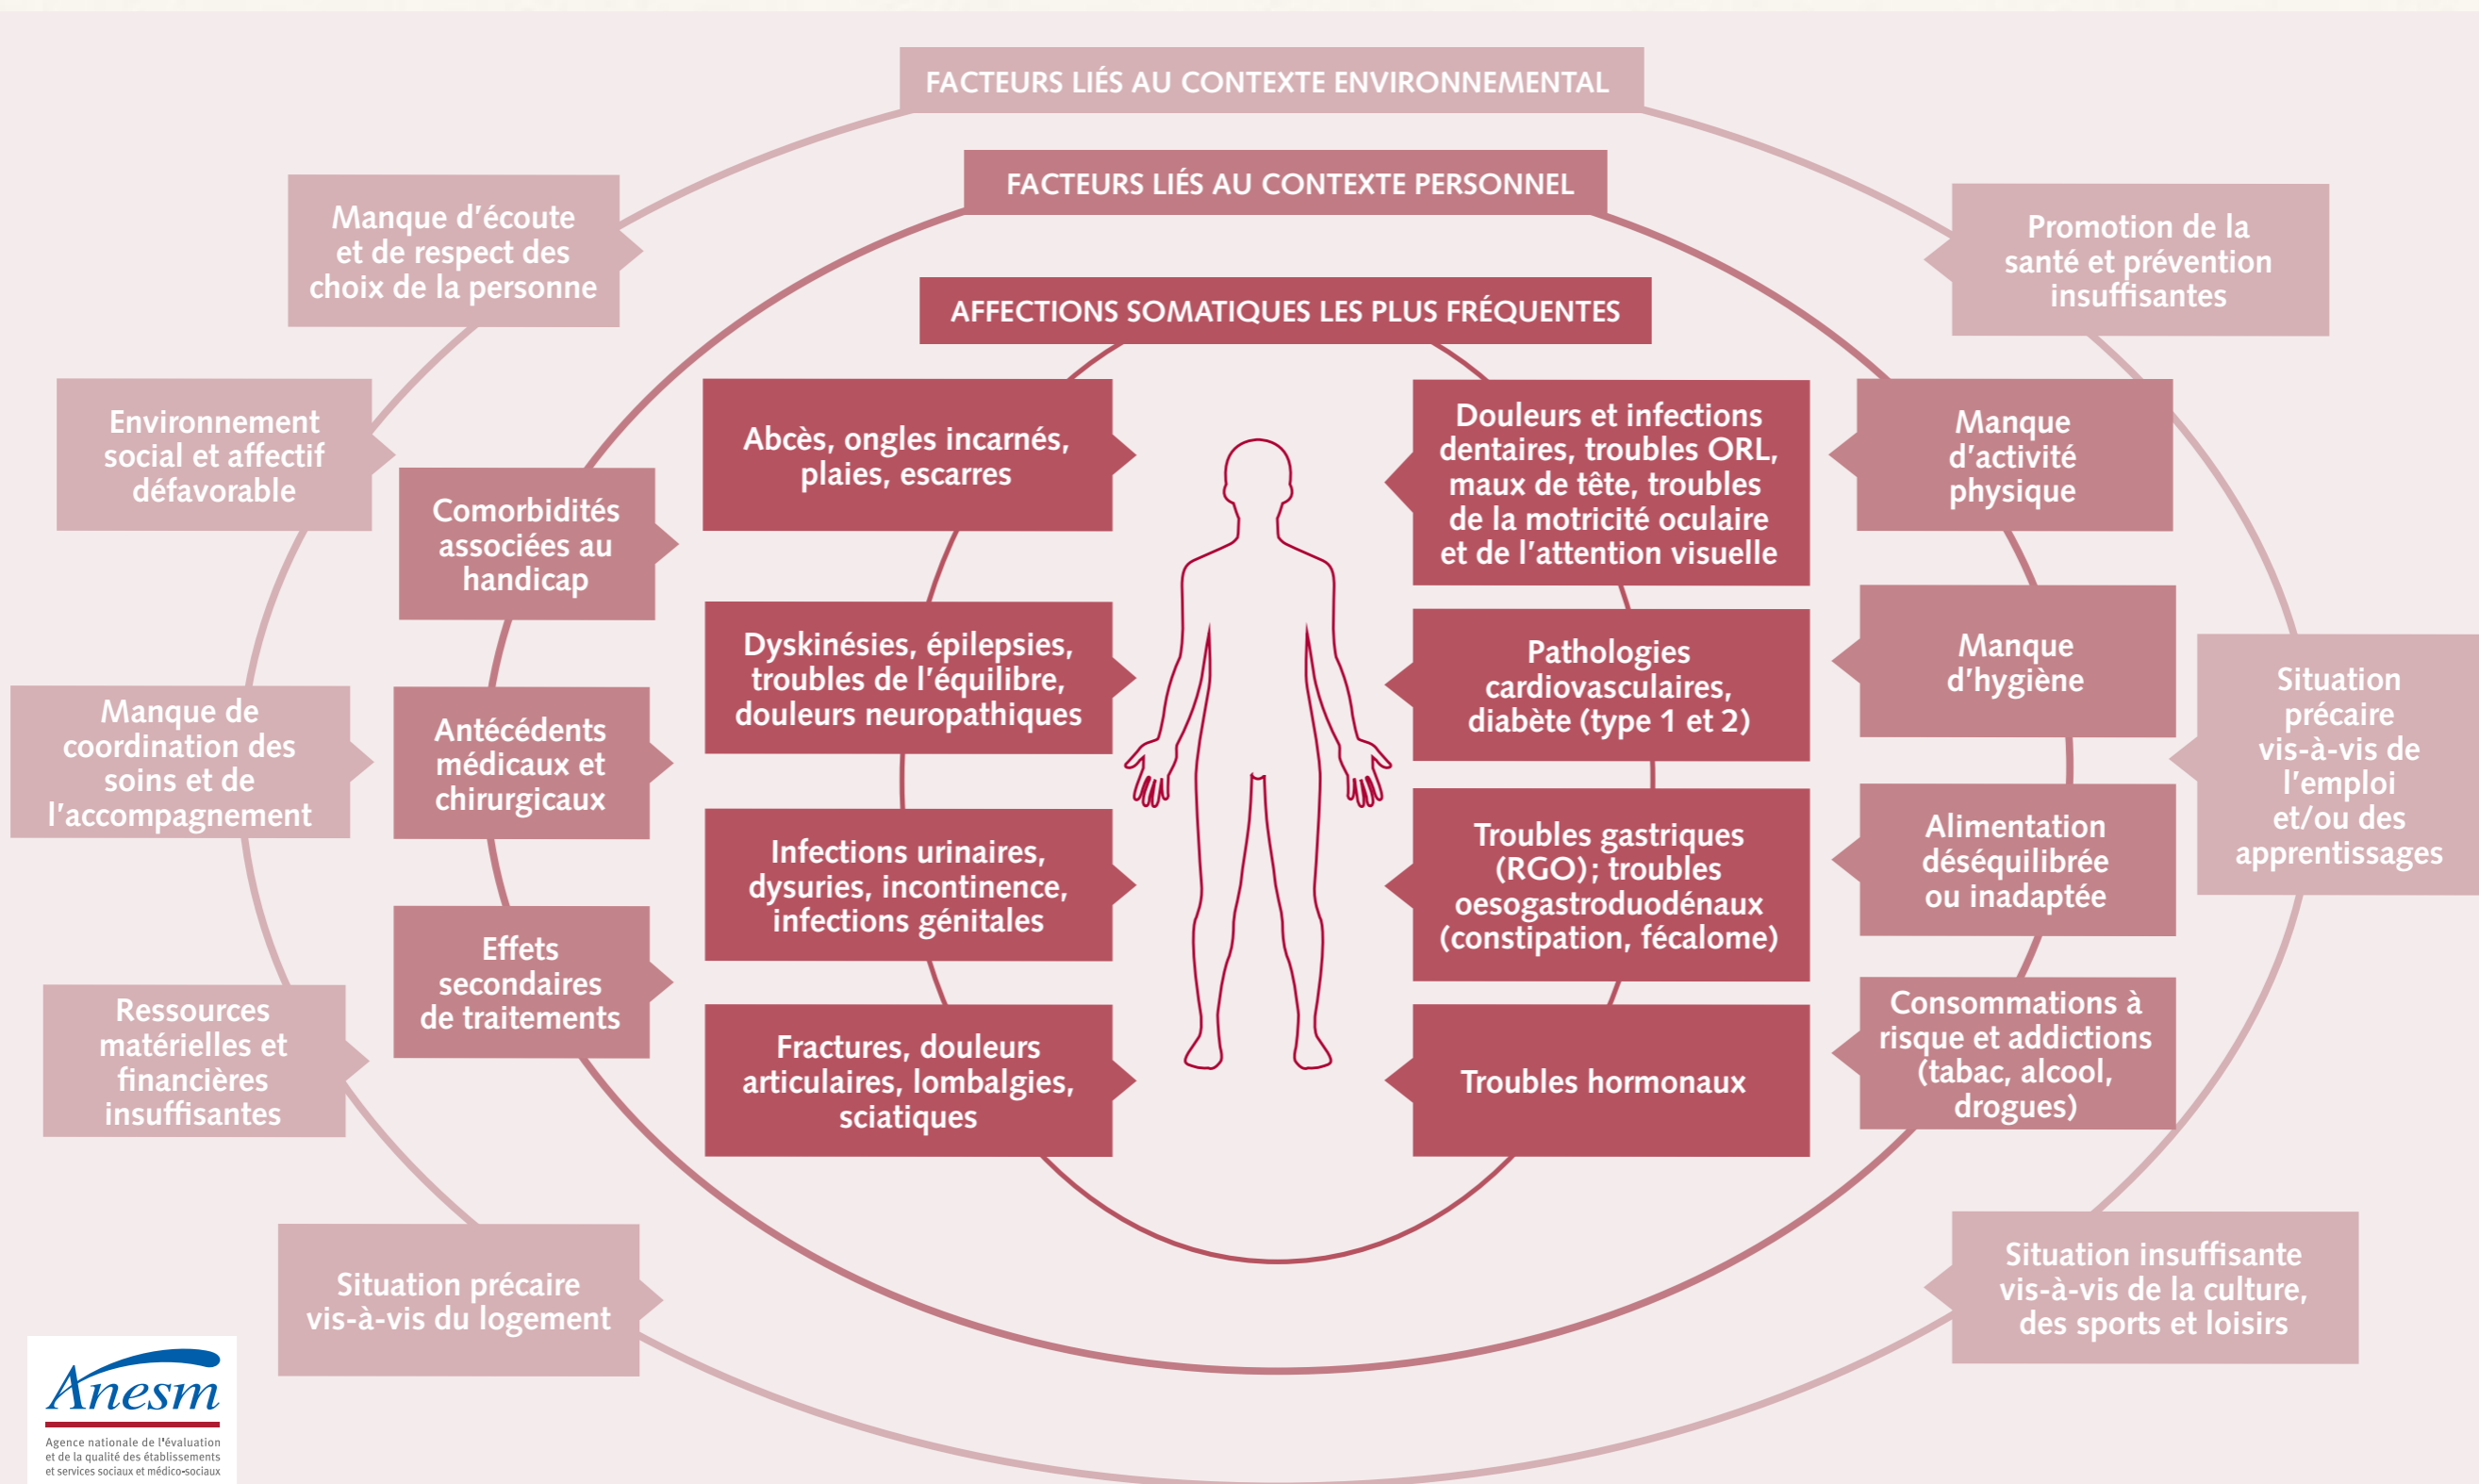 FACTEURS LIÉS AU CONTEXTE ENVIRONNEMENTAL
FACTEURS LIÉS AU CONTEXTE PERSONNEL
AFFECTIONS SOMATIQUES LES PLUS FRÉQUENTES
Manque d'écoute
et de respect des
choix de la personne
Environnement
social et affectif
défavorable
Manque de
coordination des
soins et de
l'accompagnement
Ressources
matérielles et
financières
insuffisantes
Situation précaire
vis-à-vis du logement
Comorbidités
associées au
handicap
Antécédents
médicaux et
chirurgicaux
Effets
secondaires
de traitements
Abcès, ongles incarnés,
plaies, escarres
Dyskinésies, épilepsies,
troubles de l'équilibre,
douleurs neuropathiques
Infections urinaires,
dysuries, incontinence,
infections génitales
Fractures, douleurs
articulaires, lombalgies,
sciatiques
Douleurs et infections
dentaires, troubles ORL,
maux de tête, troubles
de la motricité oculaire
et de l'attention visuelle
Pathologies
cardiovasculaires,
diabète (type 1 et 2)
Troubles gastriques
(RGO); troubles
oesogastroduodénaux
(constipation, fécalome)
Troubles hormonaux
Manque
d'activité
physique
Manque
d'hygiène
Alimentation
déséquilibrée
ou inadaptée
Consommations à
risque et addictions
(tabac, alcool,
drogues)
Promotion de la
santé et prévention
insuffisantes
Situation
précaire
vis-à-vis de
l'emploi
et/ou des
apprentissages
Situation insuffisante
vis-à-vis de la culture,
des sports et loisirs
Anesm
Agence nationale de l'évaluation
et de la qualité des établissements
et services sociaux et médico-sociaux